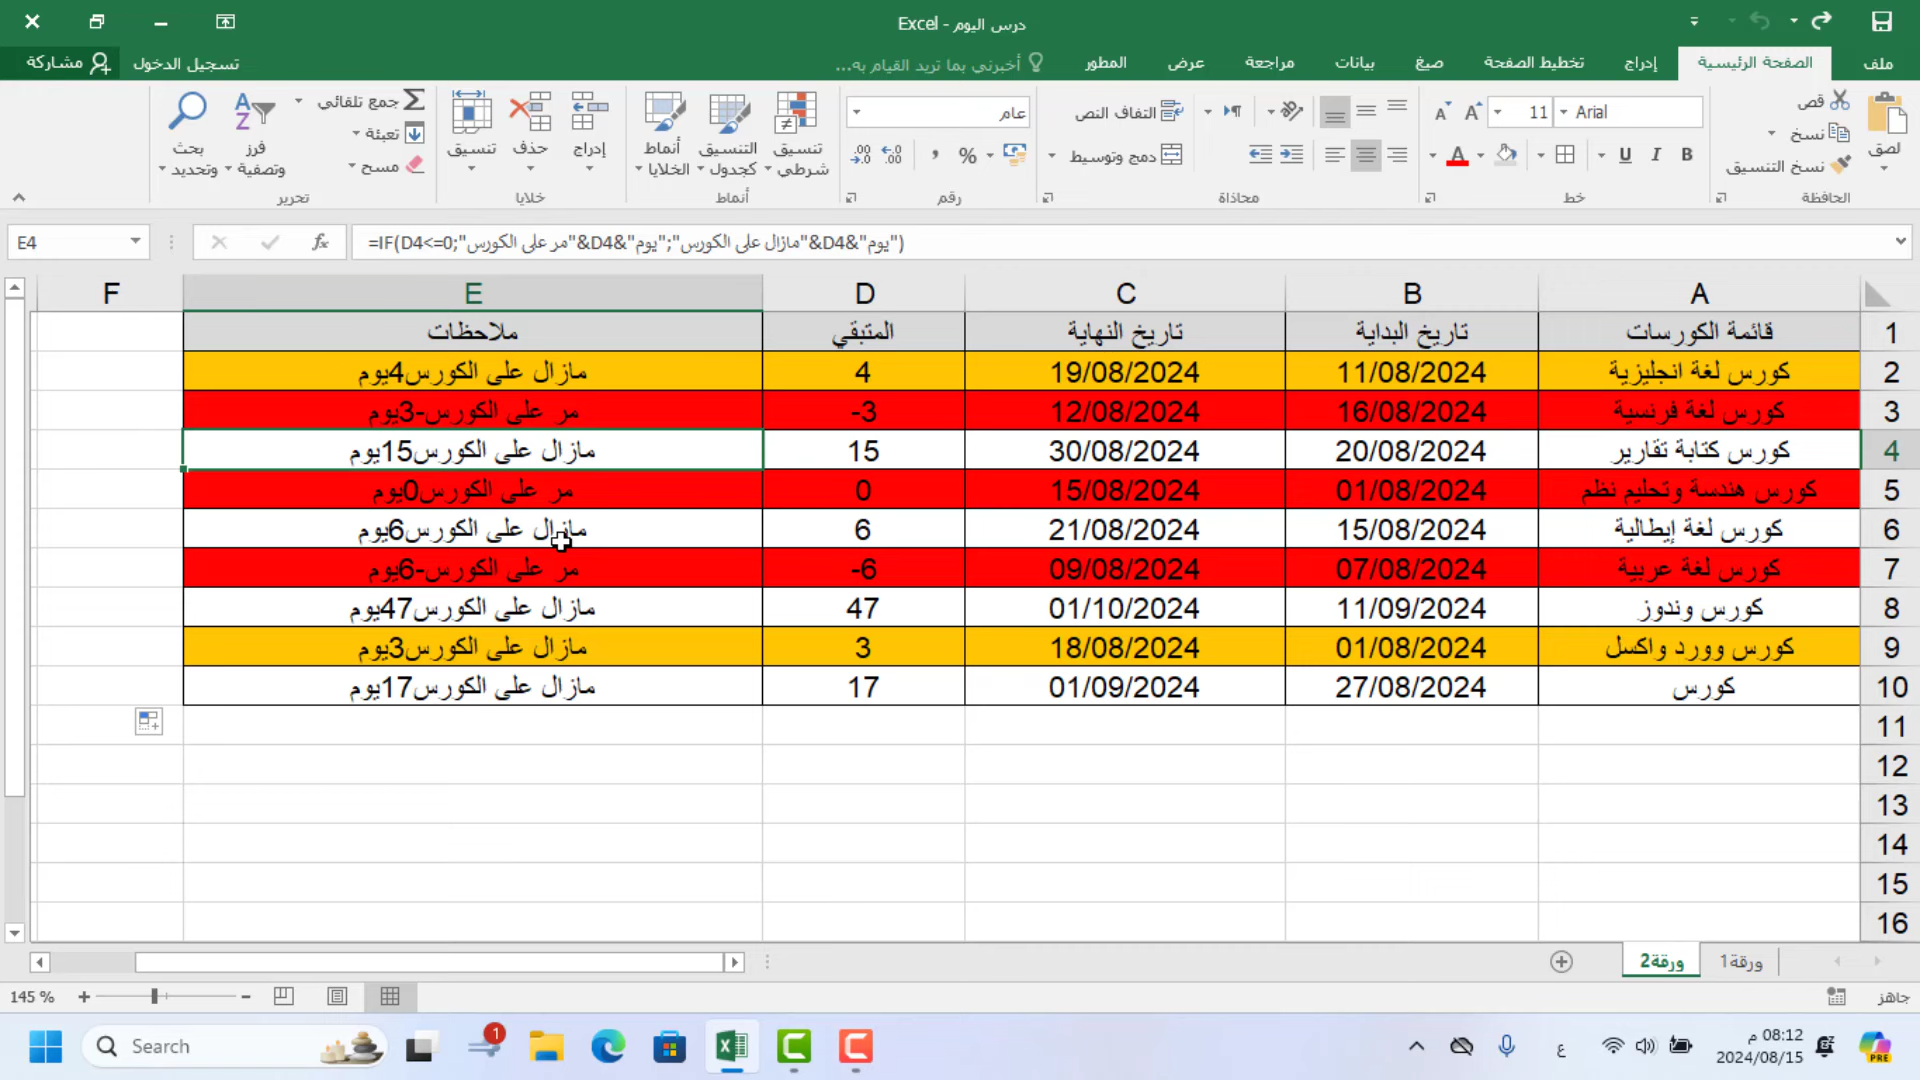 درس اليوم - Excel
ملف
الصفحة الرئيسية
إدراج
تخطيط الصفحة
صيغ
بيانات
مراجعة
عرض
المطور
أخبرني بما تريد القيام به...
تسجيل الدخول
مشاركة
لصق
قص
نسخ
نسخ التنسيق
الحافظة
Arial
11
B I U
خط
التفاف النص
دمج وتوسيط
محاذاة
عام
%
رقم
تنسيق شرطي
التنسيق كجدول
أنماط الخلايا
أنماط
إدراج
حذف
تنسيق
خلايا
جمع تلقائي
تعبئة
مسح
فرز وتصفية
بحث وتحديد
تحرير
E4
fx
=IF(D4<=0;"مر على الكورس"&D4&"يوم";"مازال على الكورس"&D4&"يوم")
A B C D E F
1 قائمة الكورسات تاريخ البداية تاريخ النهاية المتبقي ملاحظات
2 كورس لغة انجليزية 11/08/2024 19/08/2024 4 مازال على الكورس4يوم
3 كورس لغة فرنسية 16/08/2024 12/08/2024 -3 مر على الكورس-3يوم
4 كورس كتابة تقارير 20/08/2024 30/08/2024 15 مازال على الكورس15يوم
5 كورس هندسة وتحليم نظم 01/08/2024 15/08/2024 0 مر على الكورس0يوم
6 كورس لغة إيطالية 15/08/2024 21/08/2024 6 مازال على الكورس6يوم
7 كورس لغة عربية 07/08/2024 09/08/2024 -6 مر على الكورس-6يوم
8 كورس وندوز 11/09/2024 01/10/2024 47 مازال على الكورس47يوم
9 كورس وورد واكسل 01/08/2024 18/08/2024 3 مازال على الكورس3يوم
10 كورس 27/08/2024 01/09/2024 17 مازال على الكورس17يوم
11
12
13
14
15
16
ورقة1
ورقة2
جاهز
145 %
Search
1
ع
08:12 م
2024/08/15
PRE